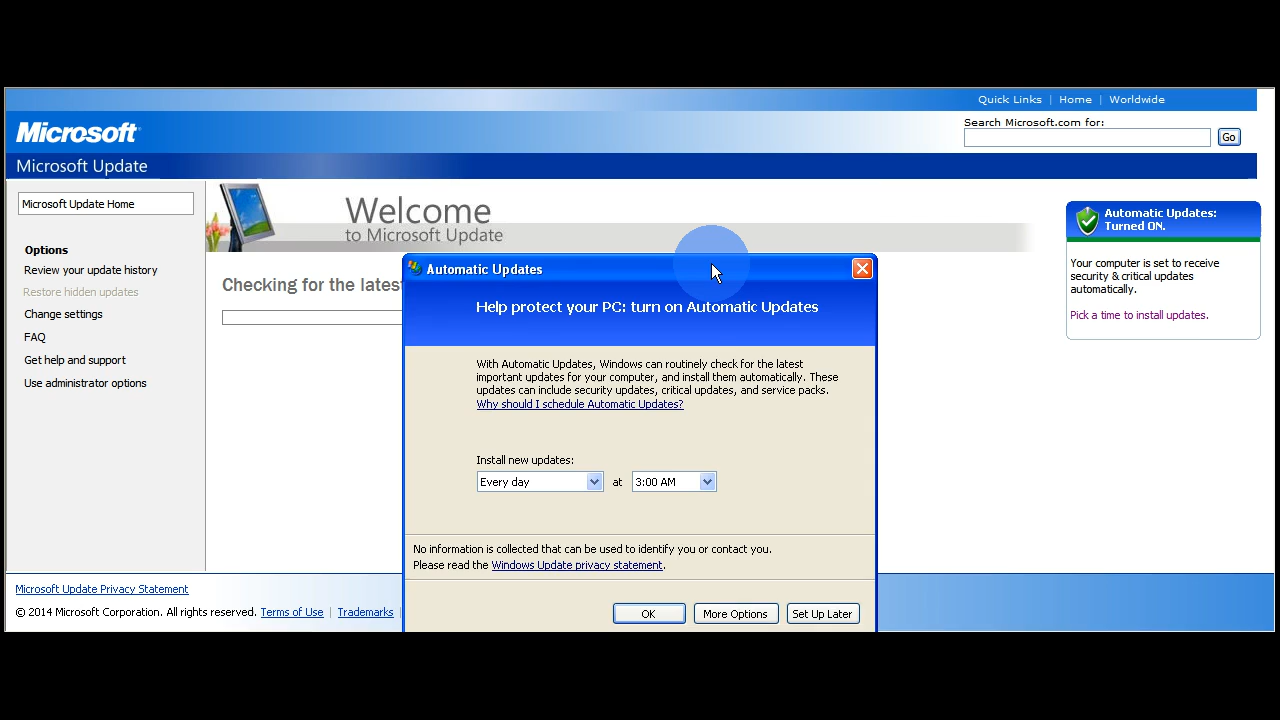 Quick Links | Home | Worldwide
Microsoft
Search Microsoft.com for:
Go
Microsoft Update
Microsoft Update Home
Options
Review your update history
Restore hidden updates
Change settings
FAQ
Get help and support
Use administrator options
Welcome
to Microsoft Update
Checking for the latest
Automatic Updates
Help protect your PC: turn on Automatic Updates
With Automatic Updates, Windows can routinely check for the latest
important updates for your computer, and install them automatically. These
updates can include security updates, critical updates, and service packs.
Why should I schedule Automatic Updates?
Install new updates:
Every day at 3:00 AM
No information is collected that can be used to identify you or contact you.
Please read the Windows Update privacy statement.
OK More Options Set Up Later
Automatic Updates:
Turned ON.
Your computer is set to receive
security & critical updates
automatically.
Pick a time to install updates.
Microsoft Update Privacy Statement
© 2014 Microsoft Corporation. All rights reserved. Terms of Use | Trademarks |